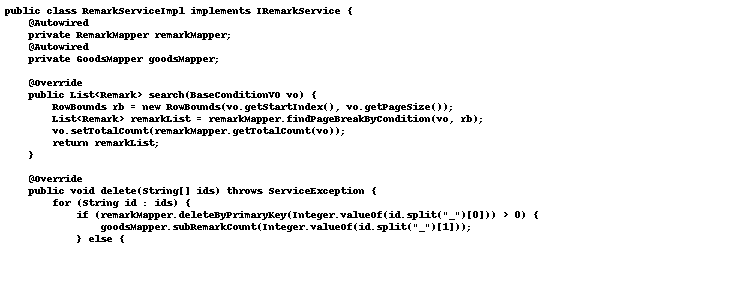 public class RemarkServiceImpl implements IRemarkService {
    @Autowired
    private RemarkMapper remarkMapper;
    @Autowired
    private GoodsMapper goodsMapper;

    @Override
    public List<Remark> search(BaseConditionVO vo) {
        RowBounds rb = new RowBounds(vo.getStartIndex(), vo.getPageSize());
        List<Remark> remarkList = remarkMapper.findPageBreakByCondition(vo, rb);
        vo.setTotalCount(remarkMapper.getTotalCount(vo));
        return remarkList;
    }

    @Override
    public void delete(String[] ids) throws ServiceException {
        for (String id : ids) {
            if (remarkMapper.deleteByPrimaryKey(Integer.valueOf(id.split("_")[0])) > 0) {
                goodsMapper.subRemarkCount(Integer.valueOf(id.split("_")[1]));
            } else {